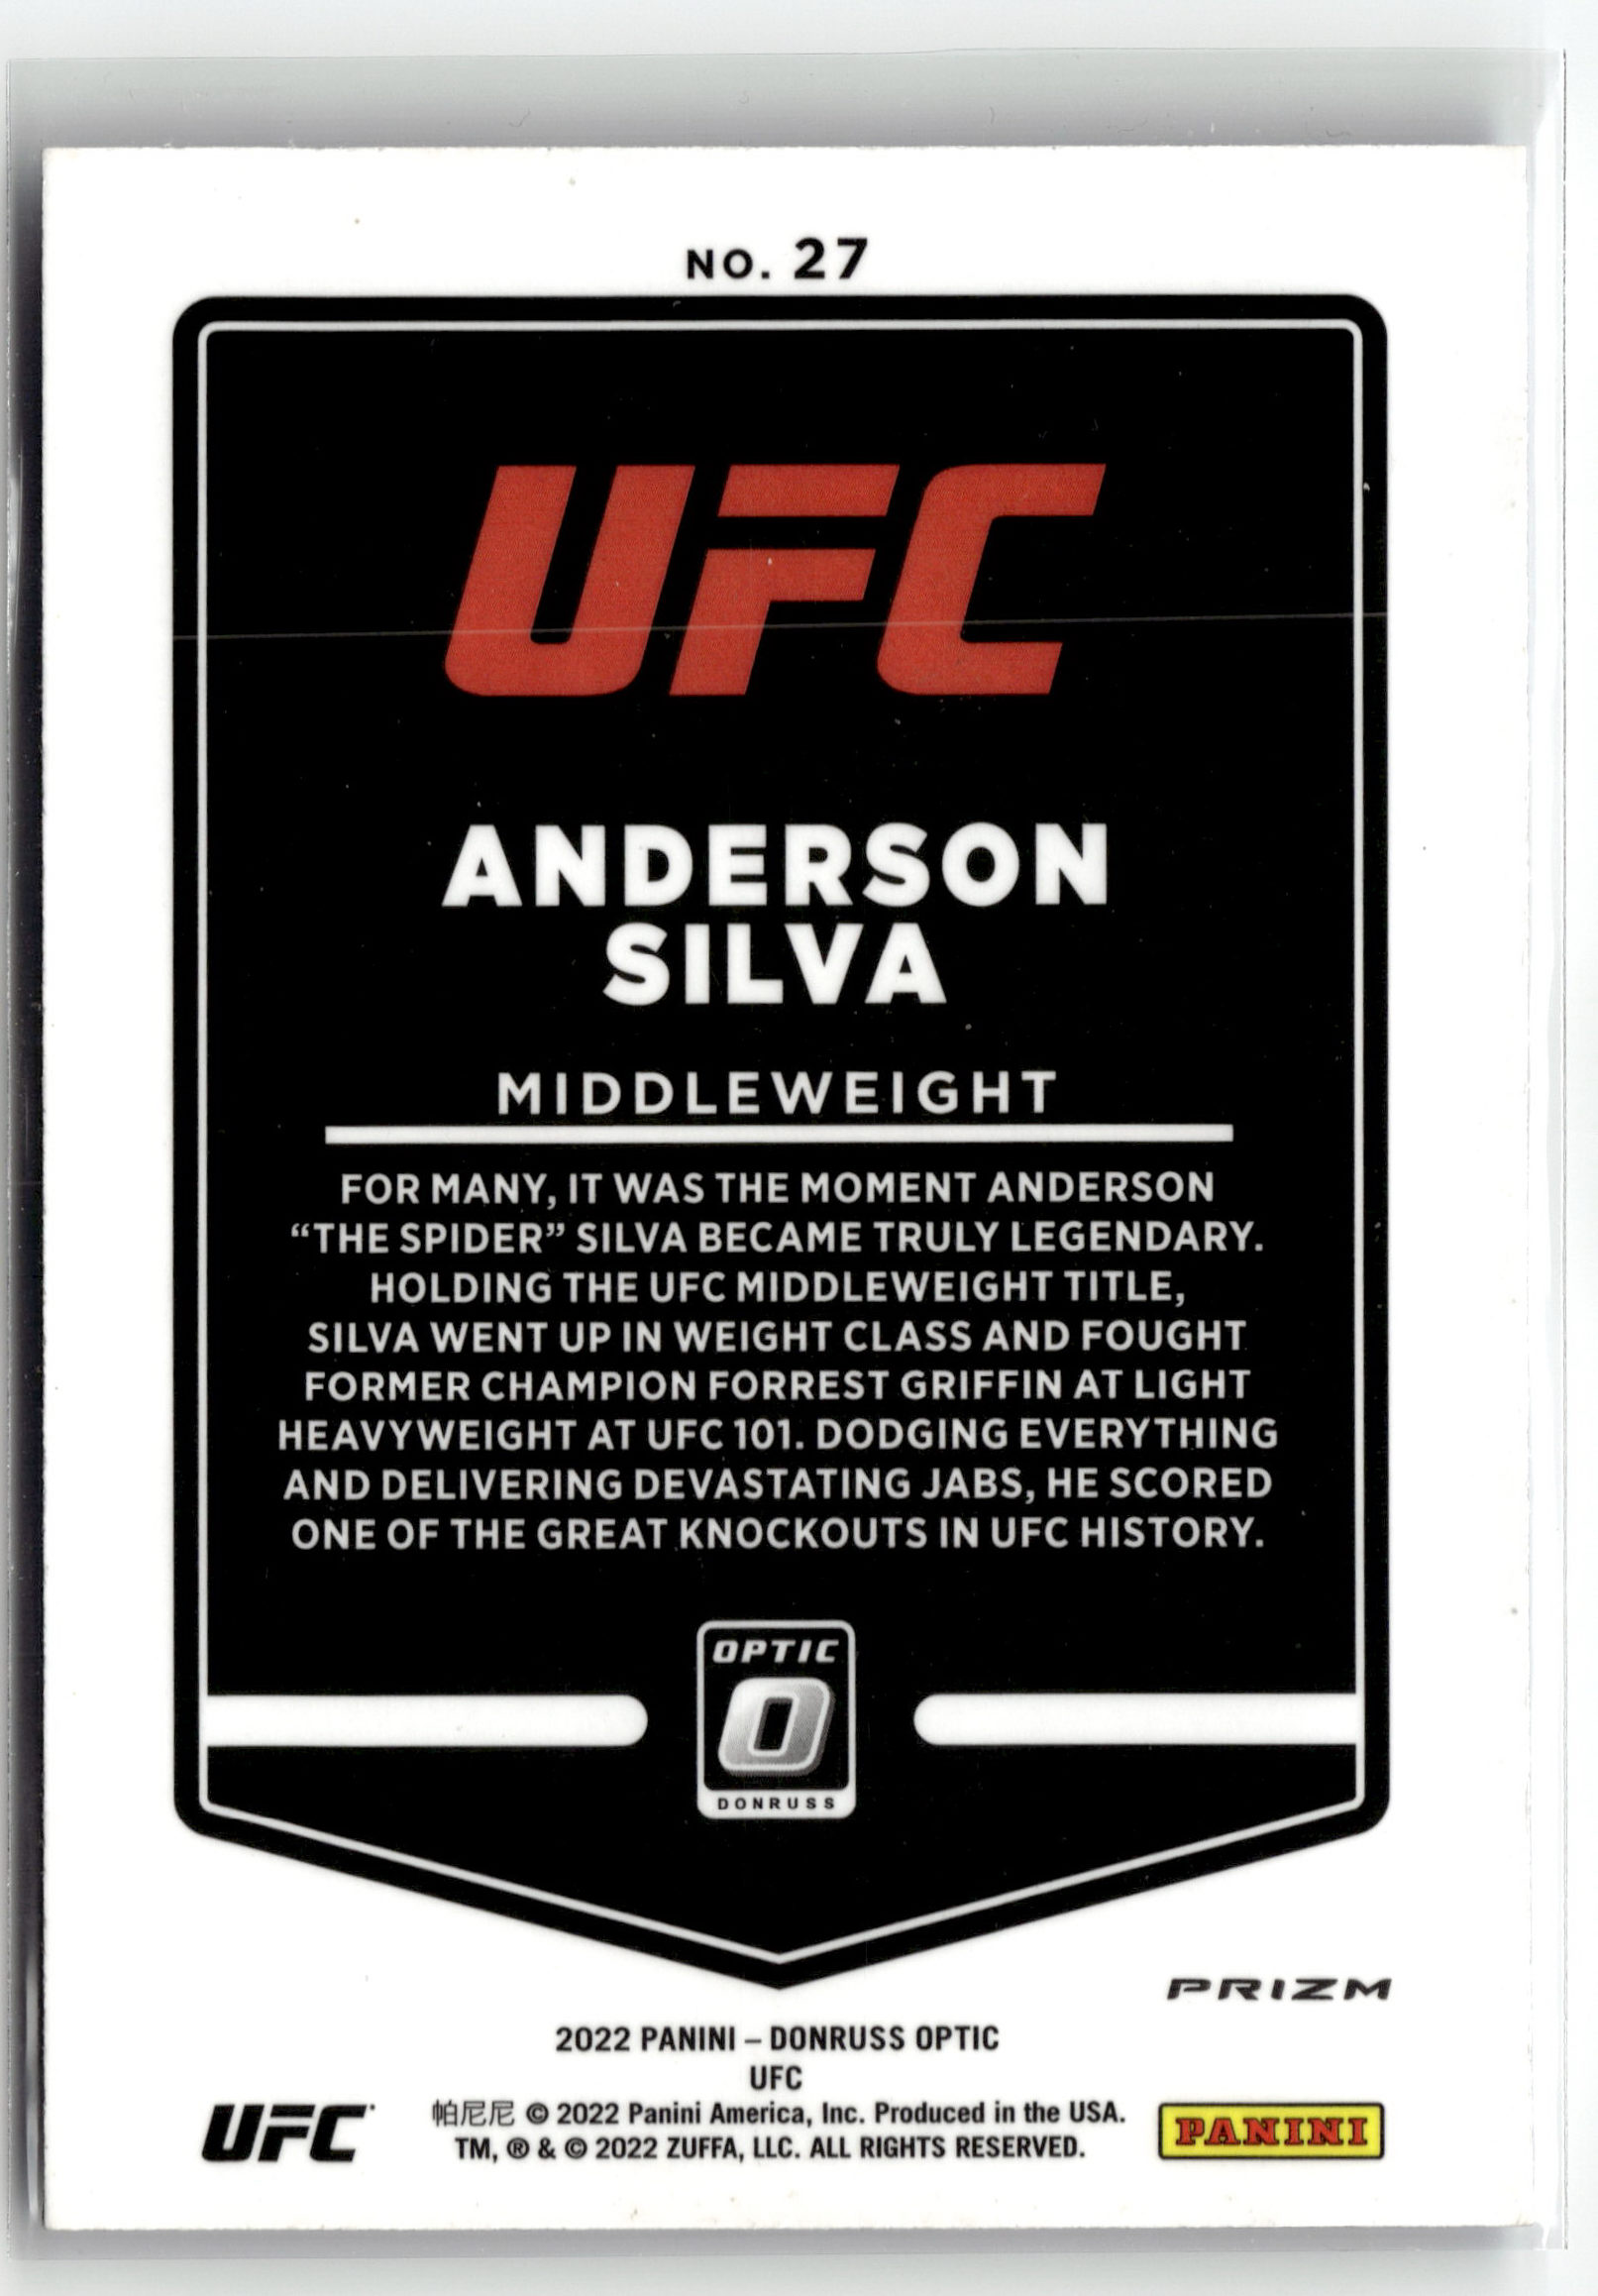 NO. 27
UFC
ANDERSON
SILVA
MIDDLEWEIGHT
FOR MANY, IT WAS THE MOMENT ANDERSON
“THE SPIDER” SILVA BECAME TRULY LEGENDARY.
HOLDING THE UFC MIDDLEWEIGHT TITLE,
SILVA WENT UP IN WEIGHT CLASS AND FOUGHT
FORMER CHAMPION FORREST GRIFFIN AT LIGHT
HEAVYWEIGHT AT UFC 101. DODGING EVERYTHING
AND DELIVERING DEVASTATING JABS, HE SCORED
ONE OF THE GREAT KNOCKOUTS IN UFC HISTORY.
OPTIC
O
DONRUSS
PRIZM
2022 PANINI – DONRUSS OPTIC
UFC
帕尼尼 © 2022 Panini America, Inc. Produced in the USA.
TM, ® & © 2022 ZUFFA, LLC. ALL RIGHTS RESERVED.
UFC
PANINI